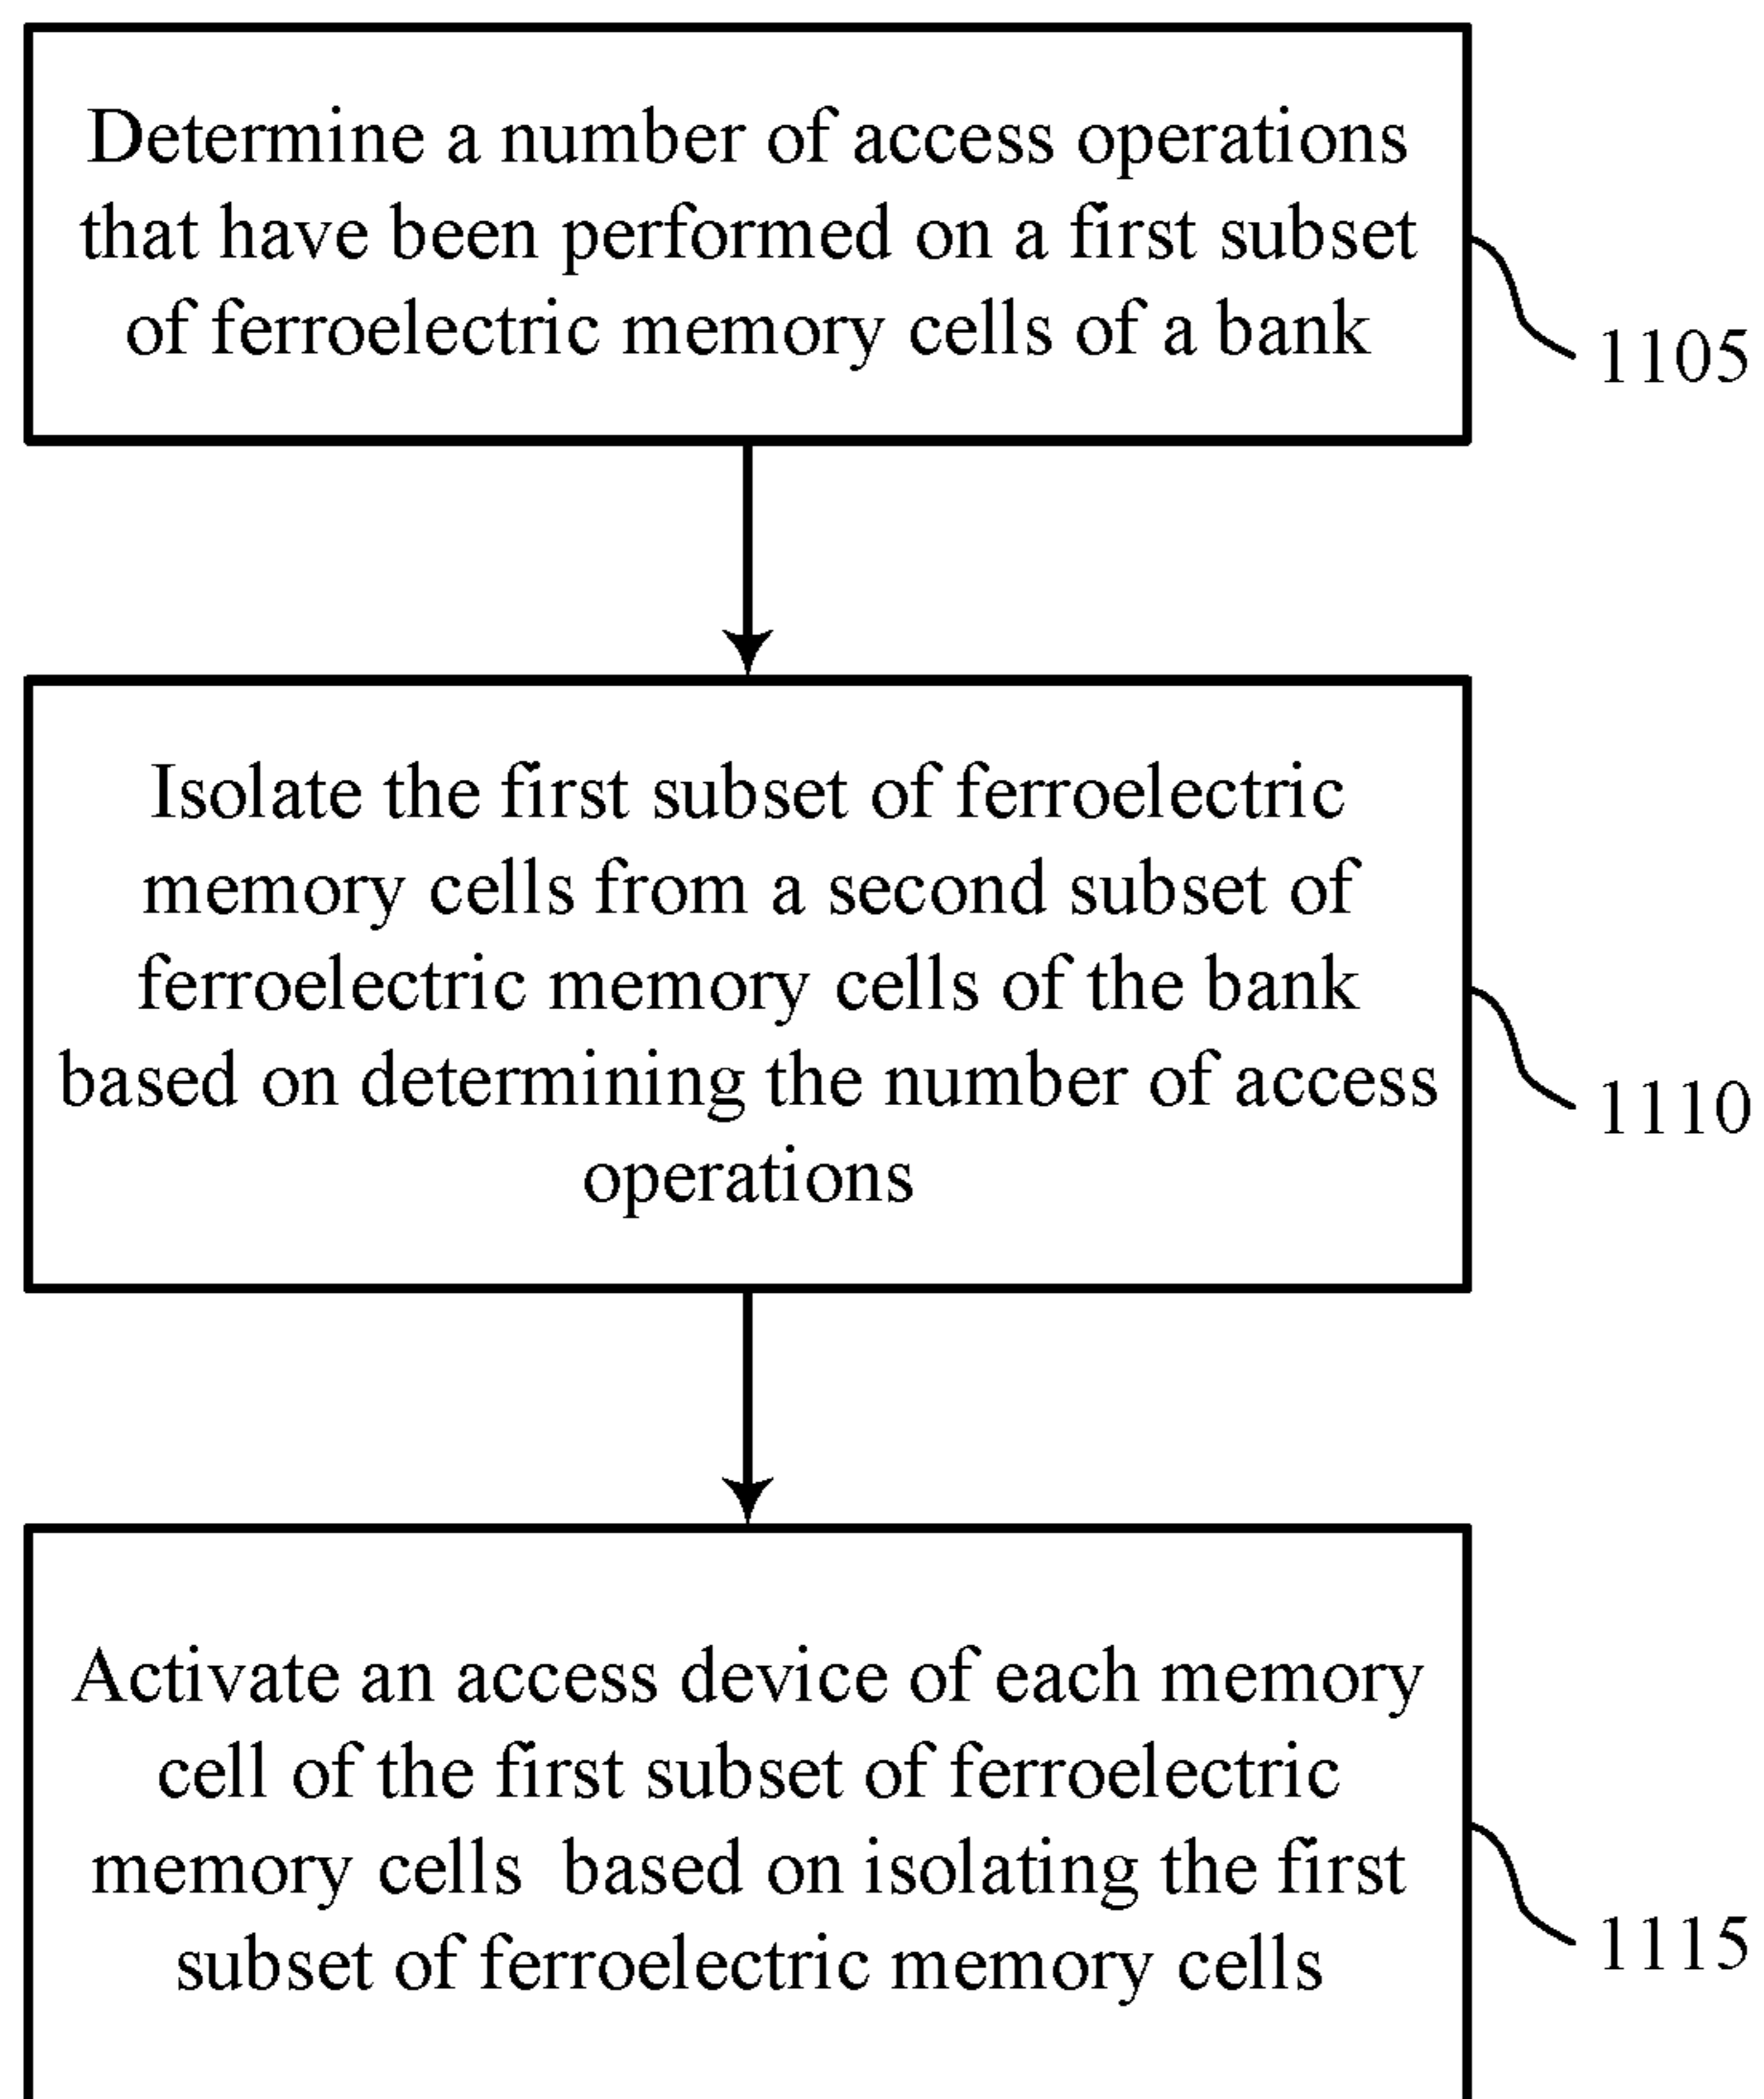 Determine a number of access operations
that have been performed on a first subset
of ferroelectric memory cells of a bank
1105
Isolate the first subset of ferroelectric
memory cells from a second subset of
ferroelectric memory cells of the bank
based on determining the number of access
operations
1110
Activate an access device of each memory
cell of the first subset of ferroelectric
memory cells  based on isolating the first
subset of ferroelectric memory cells
1115